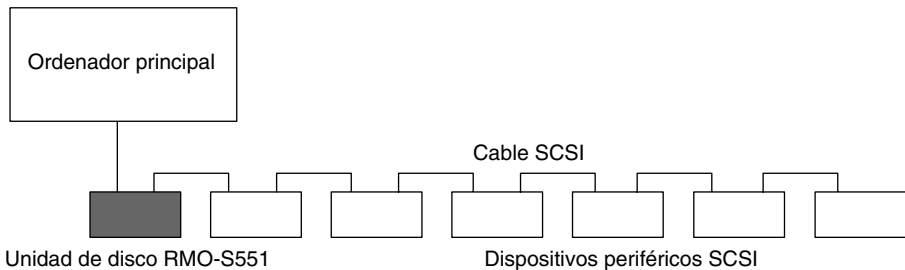 Ordenador principal
Cable SCSI
Unidad de disco RMO-S551
Dispositivos periféricos SCSI